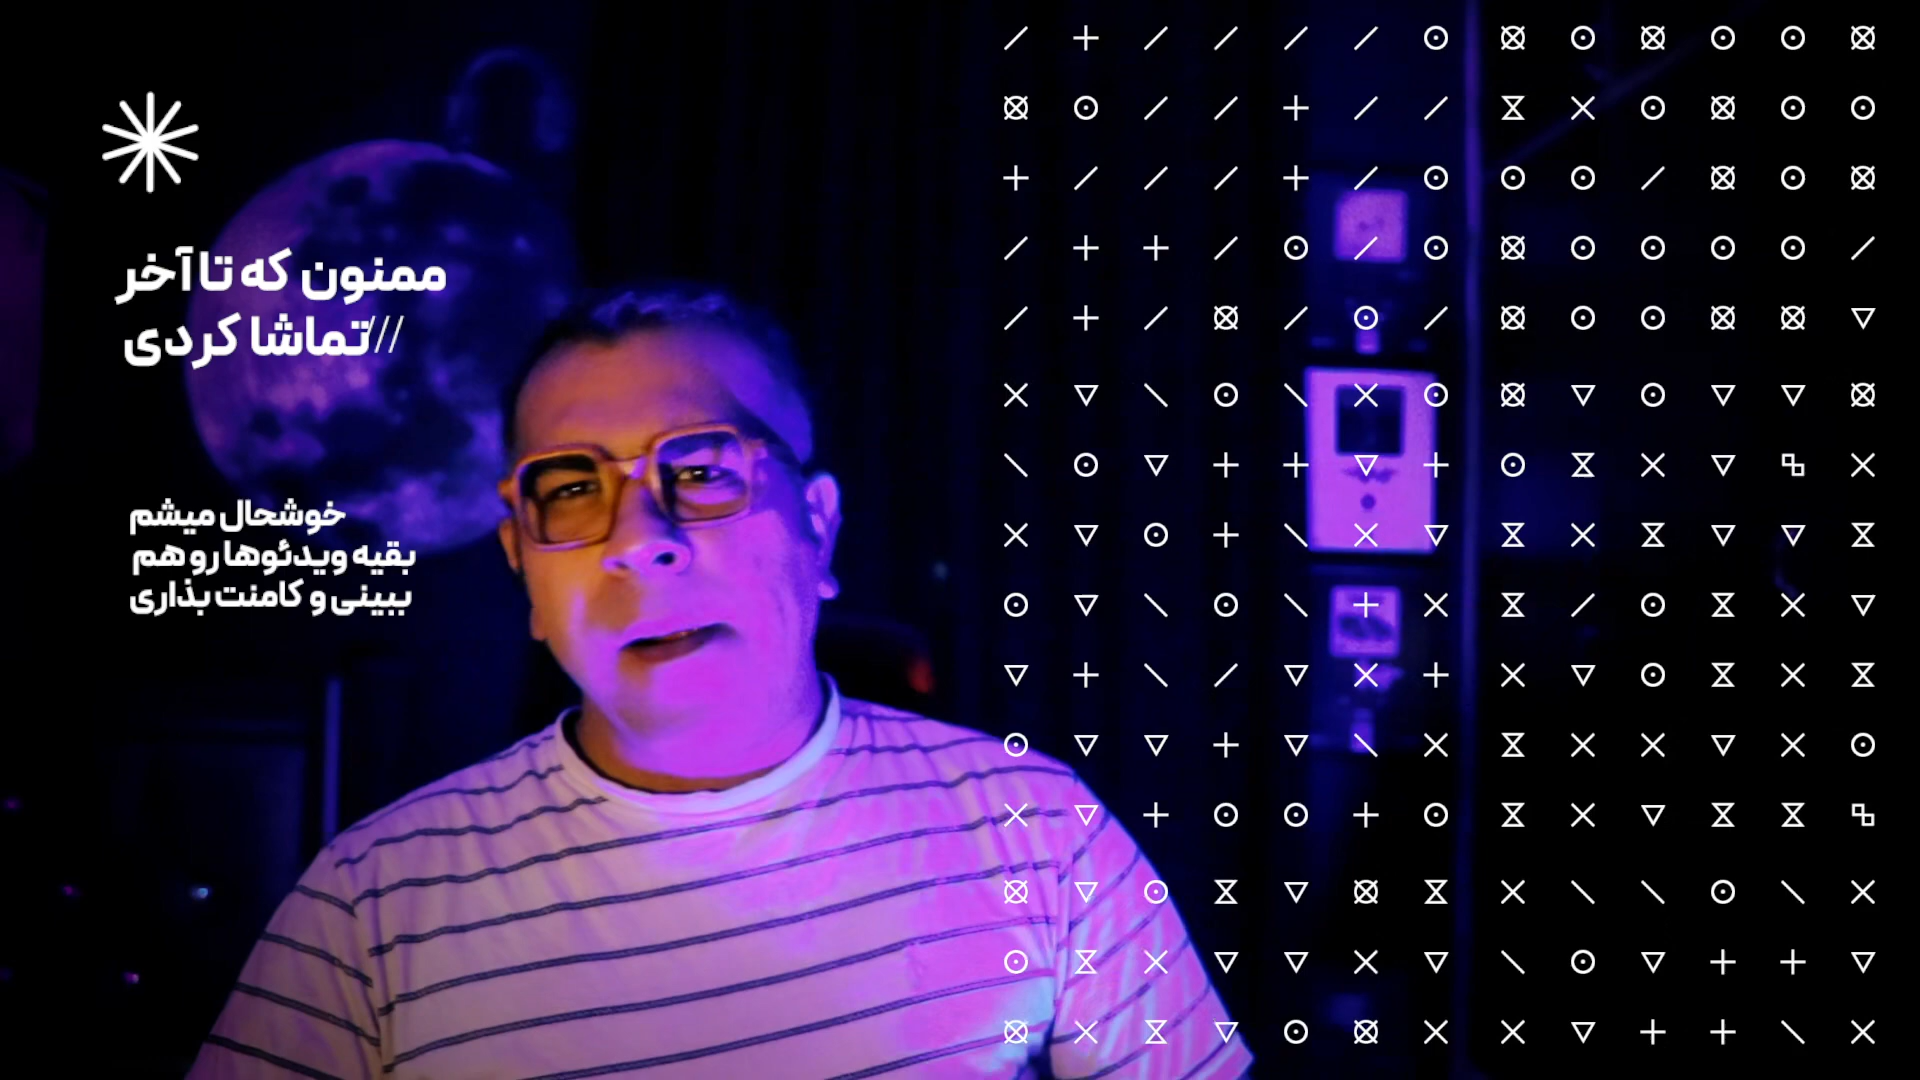 ممنون که تا آخر
///تماشا کردی
خوشحال میشم
بقیه ویدئوها رو هم
ببینی و کامنت بذاری